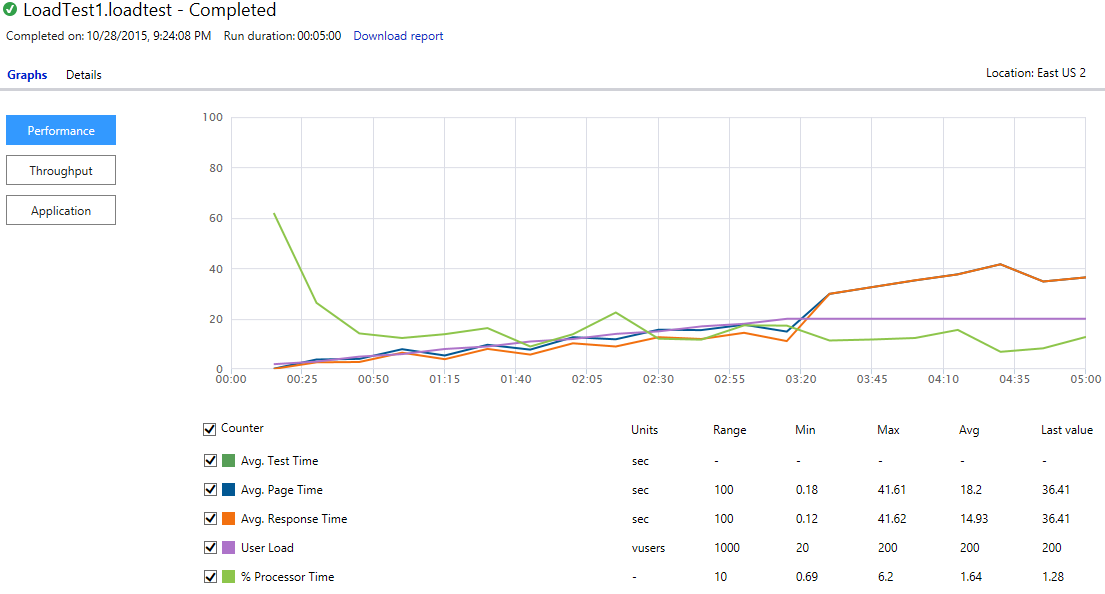 LoadTest1.loadtest - Completed
Completed on: 10/28/2015, 9:24:08 PM Run duration: 00:05:00 Download report
Graphs Details Location: East US 2
Performance
Throughput
Application
100
80
60
40
20
0
00:00 00:25 00:50 01:15 01:40 02:05 02:30 02:55 03:20 03:45 04:10 04:35 05:00
Counter Units Range Min Max Avg Last value
Avg. Test Time sec - - - - -
Avg. Page Time sec 100 0.18 41.61 18.2 36.41
Avg. Response Time sec 100 0.12 41.62 14.93 36.41
User Load vusers 1000 20 200 200 200
% Processor Time - 10 0.69 6.2 1.64 1.28